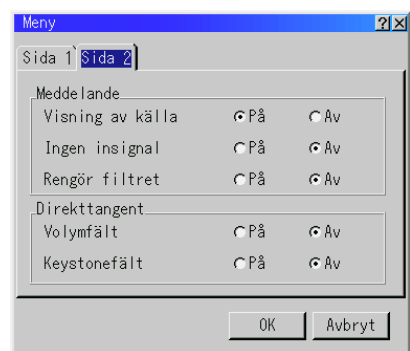 Meny ? ×
Sida 1 Sida 2
Meddelande
Visning av källa På Av
Ingen insignal På Av
Rengör filtret På Av
Direkttangent
Volymfält På Av
Keystonefält På Av
OK Avbryt